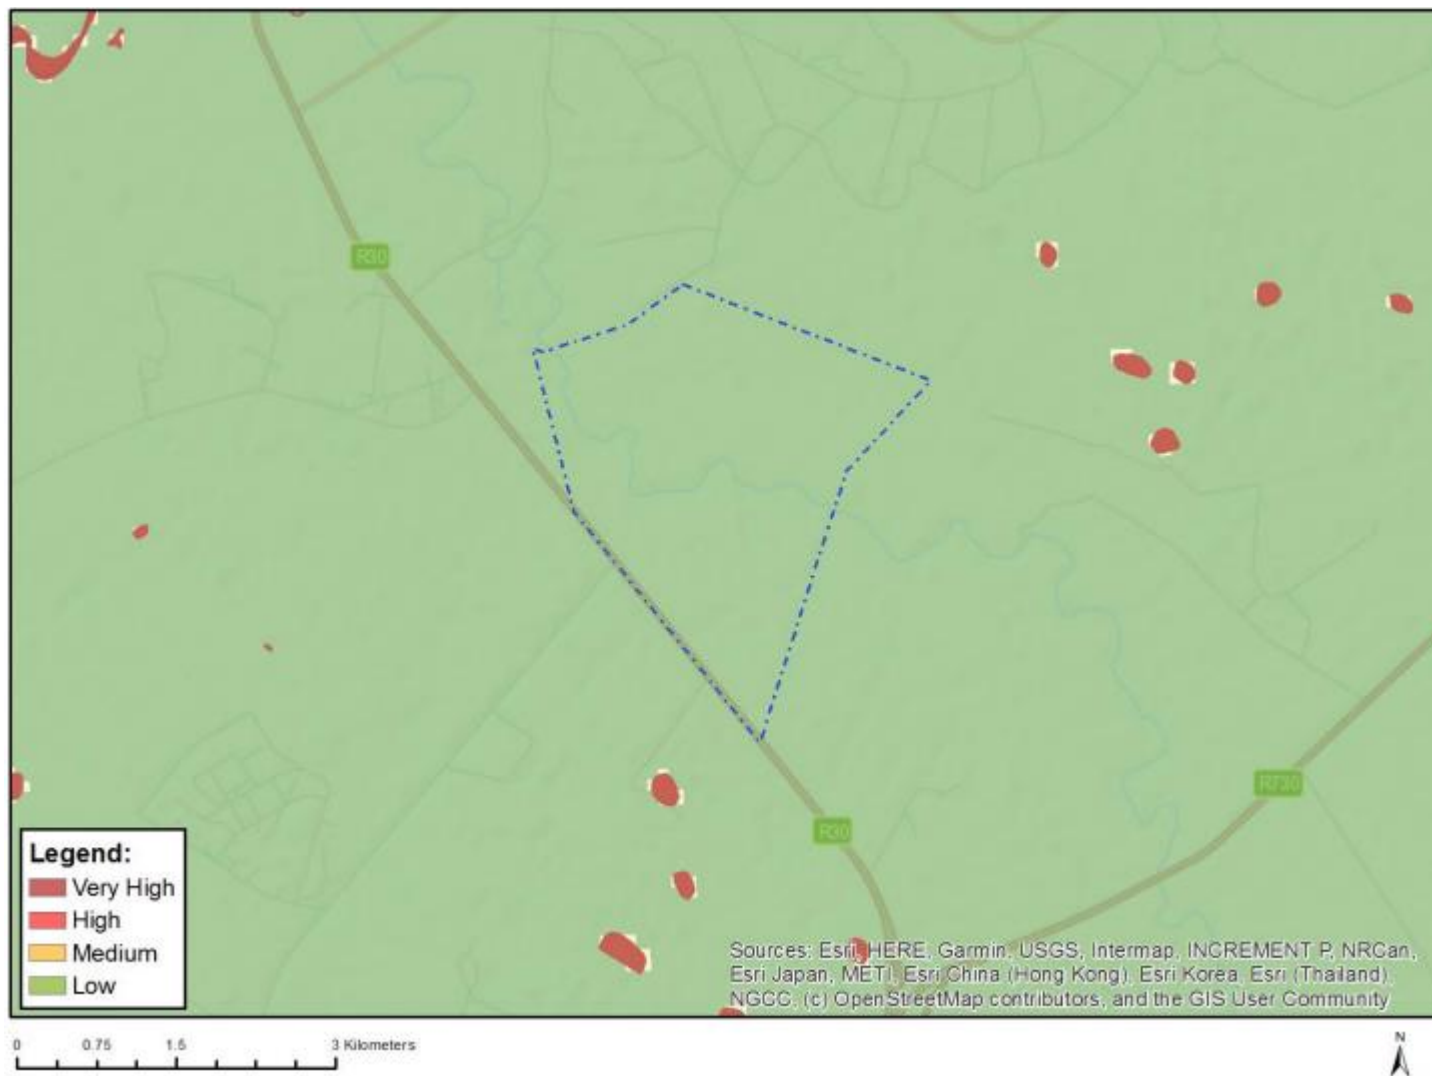 R30
R730
R30
Legend:
Very High
High
Medium
Low
Sources: Esri, HERE, Garmin, USGS, Intermap, INCREMENT P, NRCan,
Esri Japan, METI, Esri China (Hong Kong), Esri Korea, Esri (Thailand),
NGCC, (c) OpenStreetMap contributors, and the GIS User Community
0 0.75 1.5 3 Kilometers
N